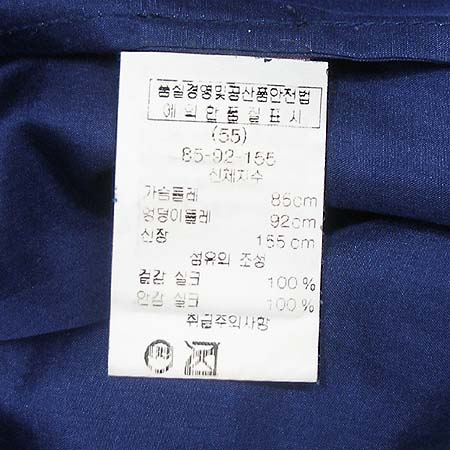 품질경영및공산품안전법
에 의한 품질표시
(55)
85-92-155
신체치수
가슴둘레 85cm
엉덩이둘레 92cm
신장 155cm
섬유의 조성
겉감 실크 100%
안감 실크 100%
취급주의사항